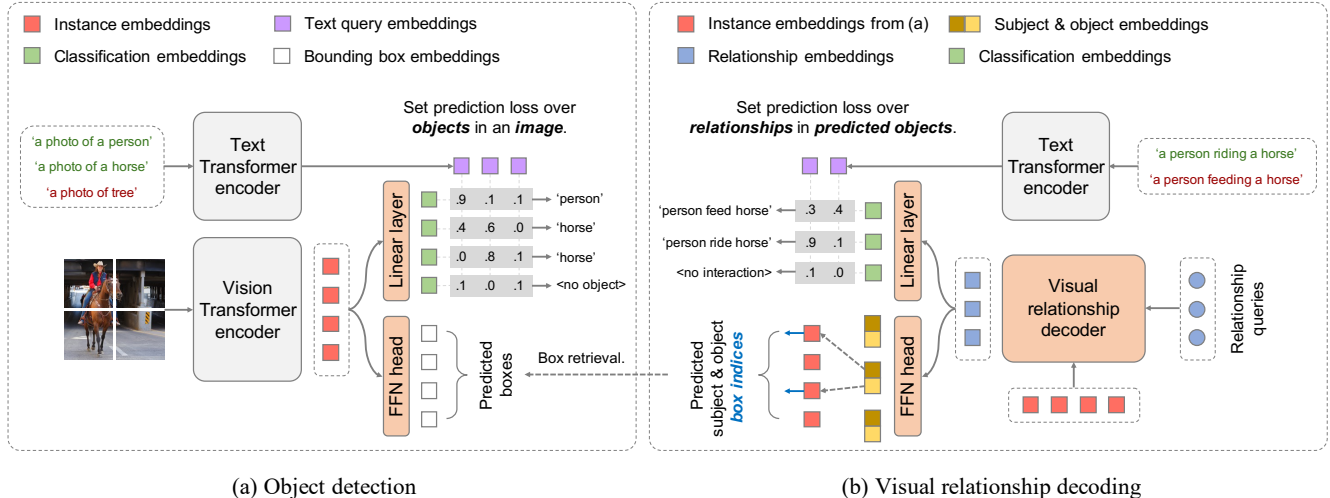 Instance embeddings
Text query embeddings
Classification embeddings
Bounding box embeddings
Set prediction loss over
objects in an image.
‘a photo of a person’
‘a photo of a horse’
‘a photo of tree’
Text
Transformer
encoder
Vision
Transformer
encoder
Linear layer
.9 .1 .1
‘person’
.4 .6 .0
‘horse’
.0 .8 .1
‘horse’
.1 .0 .1
<no object>
FFN head
Predicted
boxes
Box retrieval.
(a) Object detection
Instance embeddings from (a)
Subject & object embeddings
Relationship embeddings
Classification embeddings
Set prediction loss over
relationships in predicted objects.
Text
Transformer
encoder
‘a person riding a horse’
‘a person feeding a horse’
‘person feed horse’
.3 .4
‘person ride horse’
.9 .1
<no interaction>
.1 .0
Linear layer
Visual
relationship
decoder
Relationship
queries
FFN head
Predicted
subject & object
box indices
(b) Visual relationship decoding